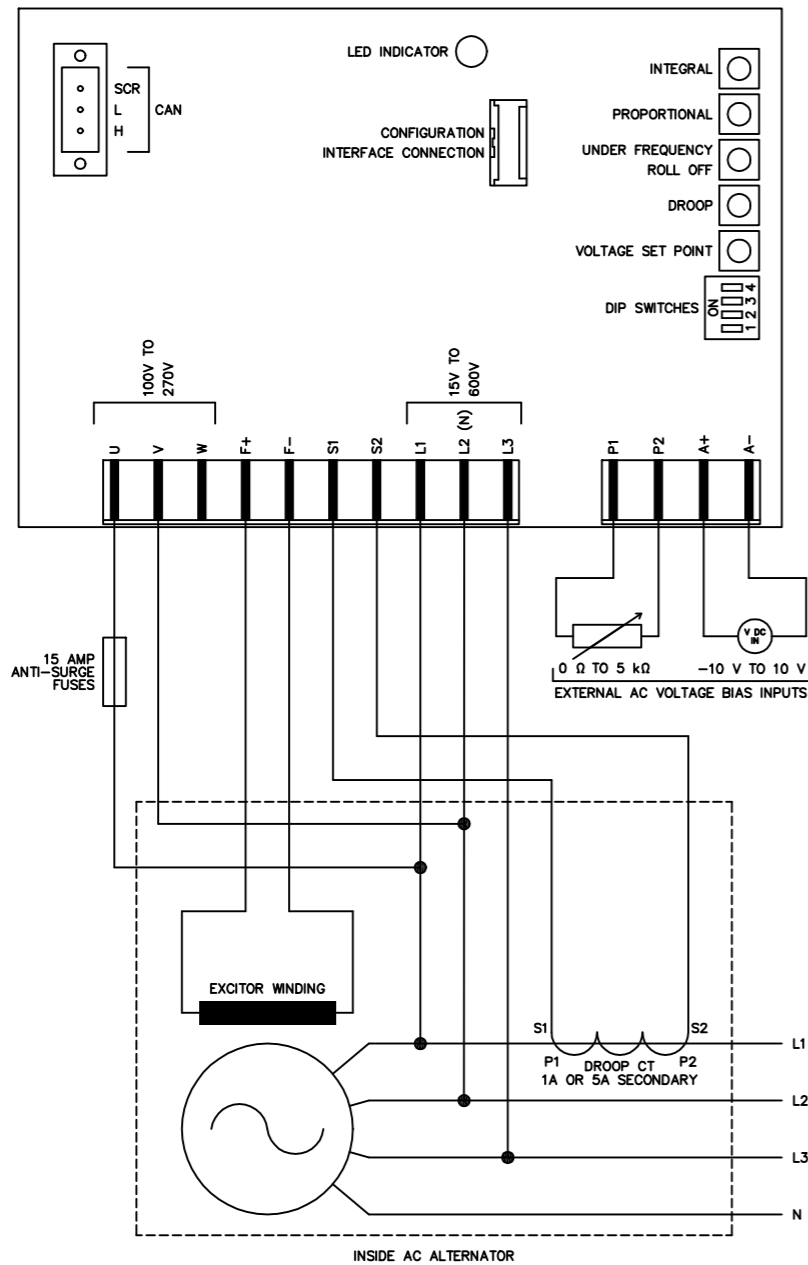 LED INDICATOR
SCR
L
H
CAN
CONFIGURATION
INTERFACE CONNECTION
INTEGRAL
PROPORTIONAL
UNDER FREQUENCY
ROLL OFF
DROOP
VOLTAGE SET POINT
DIP SWITCHES
ON
1 2 3 4
100V TO
270V
15V TO
600V
U
V
W
F+
F-
S1
S2
L1
L2 (N)
L3
P1
P2
A+
A-
15 AMP
ANTI-SURGE
FUSES
V DC
IN
0 Ω TO 5 kΩ
-10 V TO 10 V
EXTERNAL AC VOLTAGE BIAS INPUTS
EXCITOR WINDING
S1
S2
P1
P2
DROOP CT
1A OR 5A SECONDARY
L1
L2
L3
N
INSIDE AC ALTERNATOR